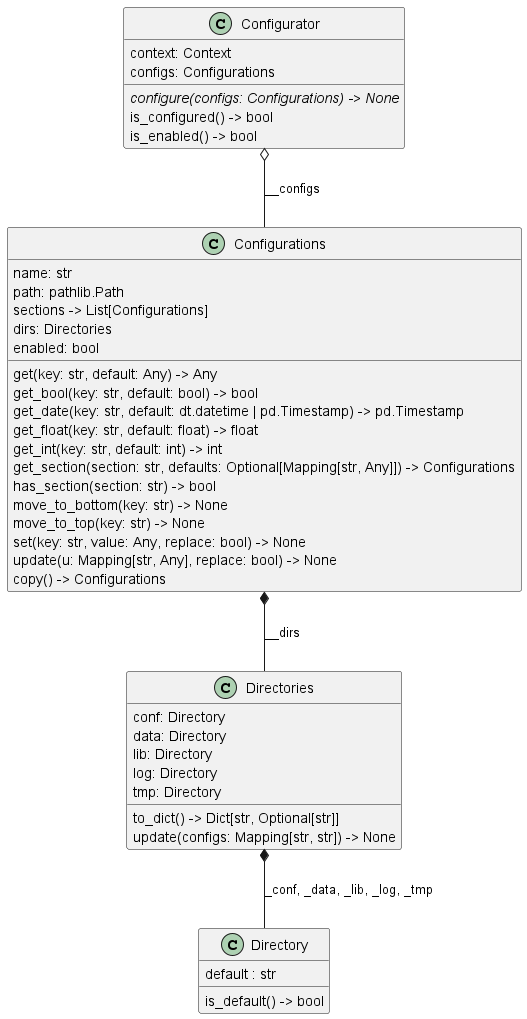 C Configurator
context: Context
configs: Configurations
configure(configs: Configurations) -> None
is_configured() -> bool
is_enabled() -> bool
__configs
C Configurations
name: str
path: pathlib.Path
sections -> List[Configurations]
dirs: Directories
enabled: bool
get(key: str, default: Any) -> Any
get_bool(key: str, default: bool) -> bool
get_date(key: str, default: dt.datetime | pd.Timestamp) -> pd.Timestamp
get_float(key: str, default: float) -> float
get_int(key: str, default: int) -> int
get_section(section: str, defaults: Optional[Mapping[str, Any]]) -> Configurations
has_section(section: str) -> bool
move_to_bottom(key: str) -> None
move_to_top(key: str) -> None
set(key: str, value: Any, replace: bool) -> None
update(u: Mapping[str, Any], replace: bool) -> None
copy() -> Configurations
__dirs
C Directories
conf: Directory
data: Directory
lib: Directory
log: Directory
tmp: Directory
to_dict() -> Dict[str, Optional[str]]
update(configs: Mapping[str, str]) -> None
_conf, _data, _lib, _log, _tmp
C Directory
default : str
is_default() -> bool